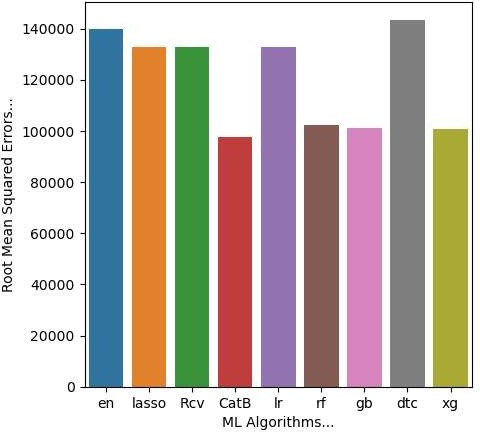 Root Mean Squared Errors...
140000
120000
100000
80000
60000
40000
20000
0
en lasso Rcv CatB lr rf gb dtc xg
ML Algorithms...